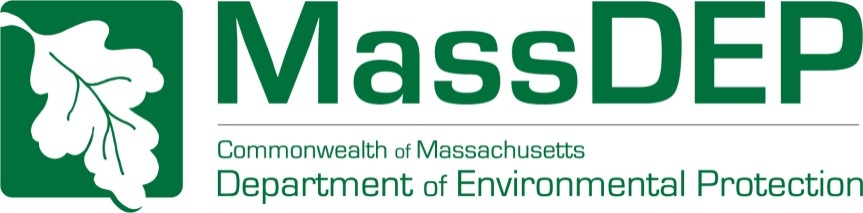 MassDEP
Commonwealth of Massachusetts
Department of Environmental Protection